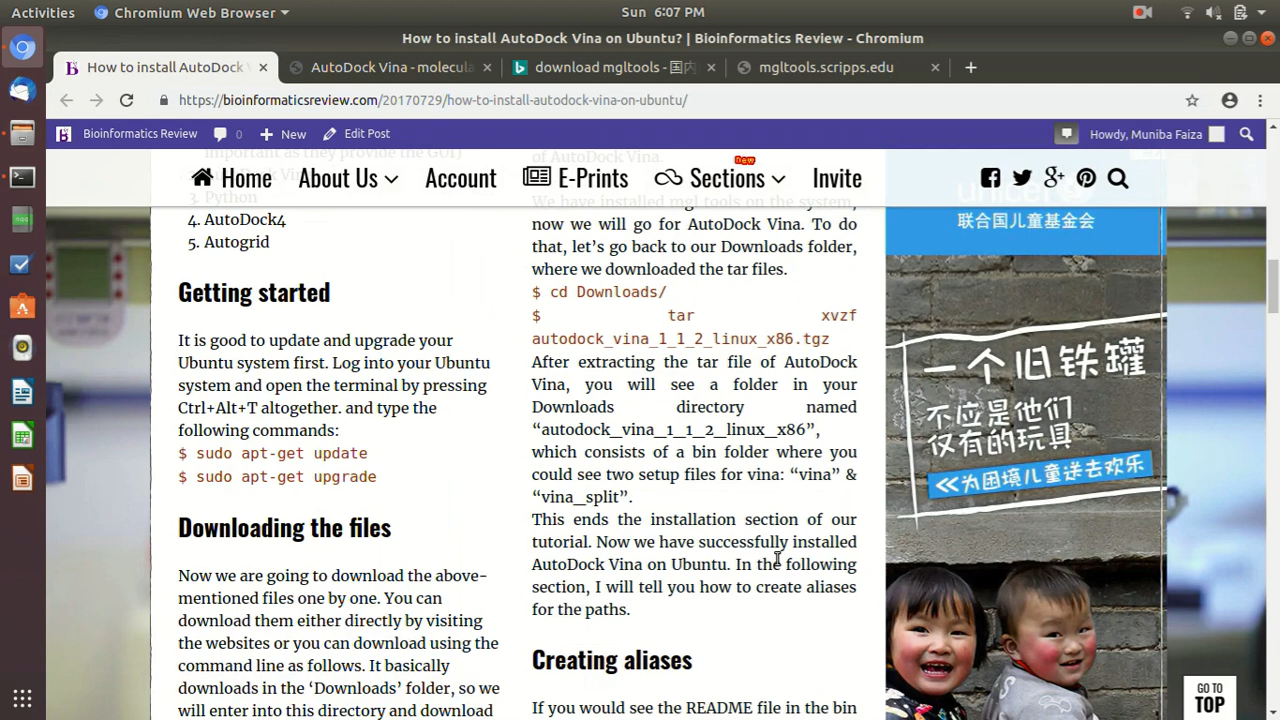 Activities Chromium Web Browser Sun 6:07 PM
How to install AutoDock Vina on Ubuntu? | Bioinformatics Review - Chromium
How to install AutoDock V
AutoDock Vina - molecula
download mgltools - 国内
mgltools.scripps.edu
https://bioinformaticsreview.com/20170729/how-to-install-autodock-vina-on-ubuntu/
Bioinformatics Review 0 New Edit Post Howdy, Muniba Faiza
Home About Us Account E-Prints Sections New Invite
important as they provide the GUI)
3. Python
4. AutoDock4
5. Autogrid
Getting started
It is good to update and upgrade your
Ubuntu system first. Log into your Ubuntu
system and open the terminal by pressing
Ctrl+Alt+T altogether. and type the
following commands:
$ sudo apt-get update
$ sudo apt-get upgrade
Downloading the files
Now we are going to download the above-
mentioned files one by one. You can
download them either directly by visiting
the websites or you can download using the
command line as follows. It basically
downloads in the ‘Downloads’ folder, so we
will enter into this directory and download
of AutoDock Vina.
We have installed mgl tools on the system,
now we will go for AutoDock Vina. To do
that, let’s go back to our Downloads folder,
where we downloaded the tar files.
$ cd Downloads/
$ tar xvzf
autodock_vina_1_1_2_linux_x86.tgz
After extracting the tar file of AutoDock
Vina, you will see a folder in your
Downloads directory named
“autodock_vina_1_1_2_linux_x86”,
which consists of a bin folder where you
could see two setup files for vina: “vina” &
“vina_split”.
This ends the installation section of our
tutorial. Now we have successfully installed
AutoDock Vina on Ubuntu. In the following
section, I will tell you how to create aliases
for the paths.
Creating aliases
If you would see the README file in the bin
unicef
联合国儿童基金会
一个旧铁罐
不应是他们
仅有的玩具
<<为困境儿童送去欢乐
GO TO
TOP